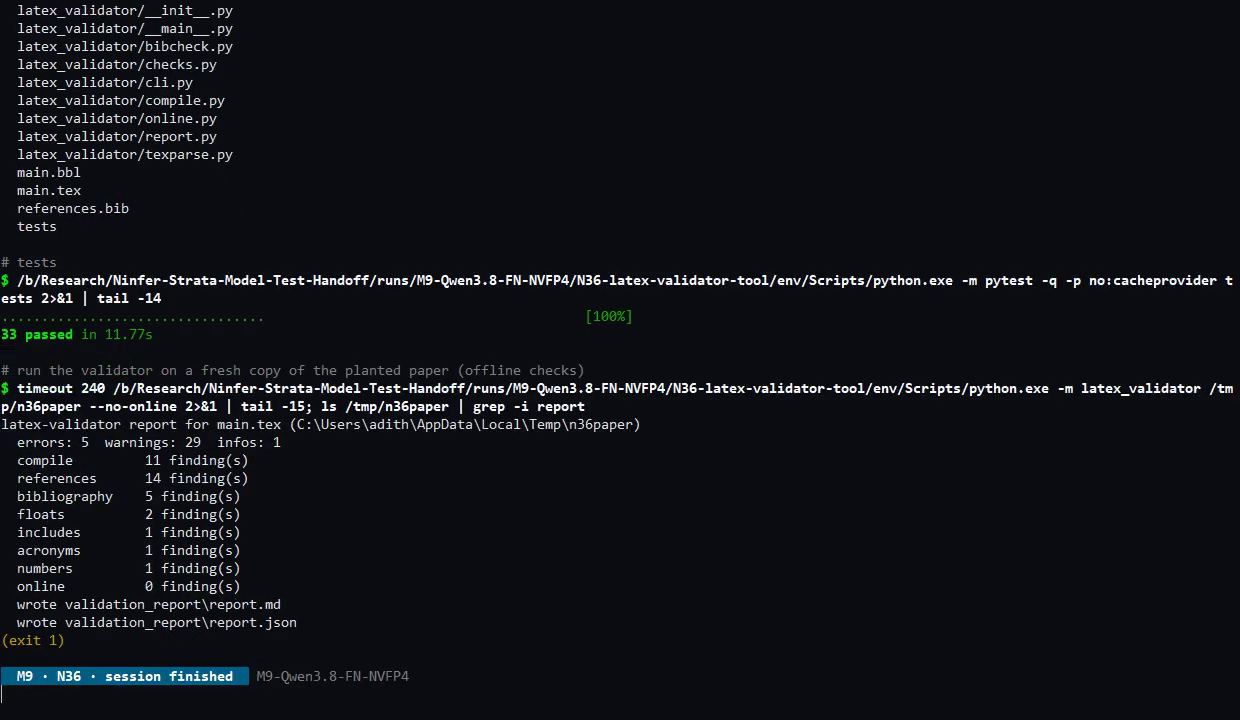 latex_validator/__init__.py
latex_validator/__main__.py
latex_validator/bibcheck.py
latex_validator/checks.py
latex_validator/cli.py
latex_validator/compile.py
latex_validator/online.py
latex_validator/report.py
latex_validator/texparse.py
main.bbl
main.tex
references.bib
tests
# tests
$ /b/Research/Ninfer-Strata-Model-Test-Handoff/runs/M9-Qwen3.8-FN-NVFP4/N36-latex-validator-tool/env/Scripts/python.exe -m pytest -q -p no:cacheprovider t
ests 2>&1 | tail -14
................................. [100%]
33 passed in 11.77s
# run the validator on a fresh copy of the planted paper (offline checks)
$ timeout 240 /b/Research/Ninfer-Strata-Model-Test-Handoff/runs/M9-Qwen3.8-FN-NVFP4/N36-latex-validator-tool/env/Scripts/python.exe -m latex_validator /tm
p/n36paper --no-online 2>&1 | tail -15; ls /tmp/n36paper | grep -i report
latex-validator report for main.tex (C:\Users\adith\AppData\Local\Temp\n36paper)
errors: 5 warnings: 29 infos: 1
compile 11 finding(s)
references 14 finding(s)
bibliography 5 finding(s)
floats 2 finding(s)
includes 1 finding(s)
acronyms 1 finding(s)
numbers 1 finding(s)
online 0 finding(s)
wrote validation_report\report.md
wrote validation_report\report.json
(exit 1)
M9 · N36 · session finished M9-Qwen3.8-FN-NVFP4